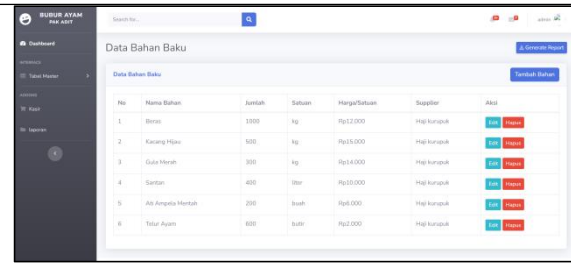 BUBUR AYAM
PAK ADIT
Search for...
admin
Dashboard
Data Bahan Baku
Generate Report
INTERFACE
Tabel Master
Data Bahan Baku
Tambah Bahan
Kasir
laporan
No Nama Bahan Jumlah Satuan Harga/Satuan Supplier Aksi
1 Beras 1000 kg Rp12.000 Haji kurupuk Edit Hapus
2 Kacang Hijau 500 kg Rp15.000 Haji kurupuk Edit Hapus
3 Gula Merah 300 kg Rp14.000 Haji kurupuk Edit Hapus
4 Santan 400 liter Rp10.000 Haji kurupuk Edit Hapus
5 Ati Ampela Mentah 200 buah Rp6.000 Haji kurupuk Edit Hapus
6 Telur Ayam 600 butir Rp2.000 Haji kurupuk Edit Hapus